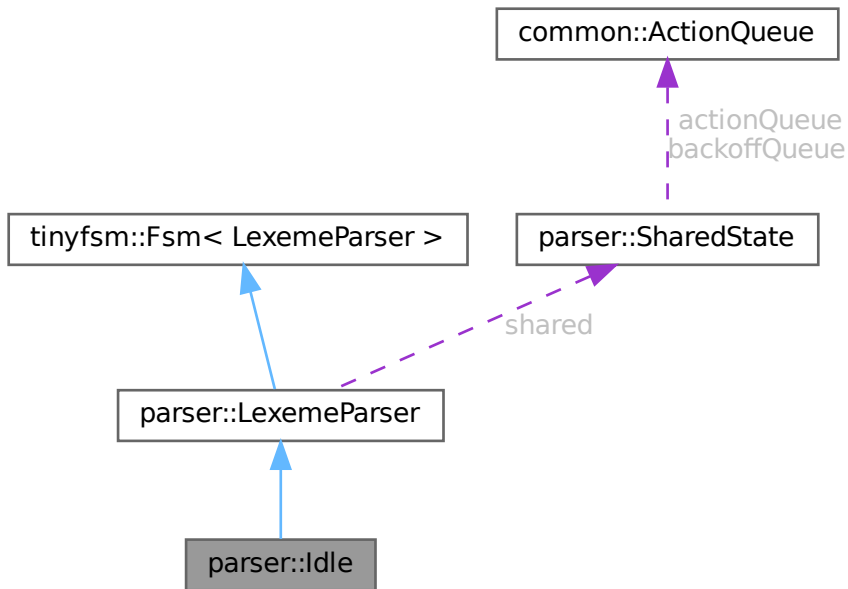 common::ActionQueue
actionQueue
backoffQueue
tinyfsm::Fsm< LexemeParser >
parser::SharedState
shared
parser::LexemeParser
parser::Idle